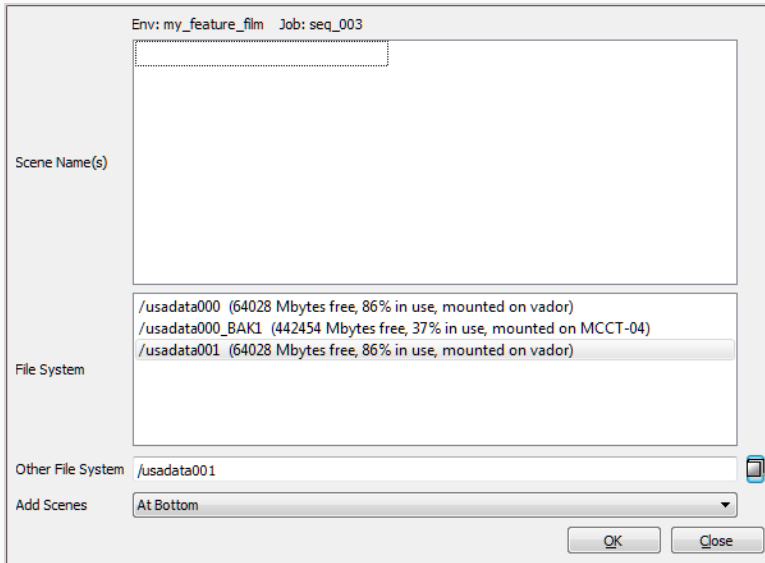 Env: my_feature_film Job: seq_003
Scene Name(s)
/usadata000 (64028 Mbytes free, 86% in use, mounted on vador)
/usadata000_BAK1 (442454 Mbytes free, 37% in use, mounted on MCCT-04)
/usadata001 (64028 Mbytes free, 86% in use, mounted on vador)
File System
Other File System /usadata001
Add Scenes At Bottom
OK Close